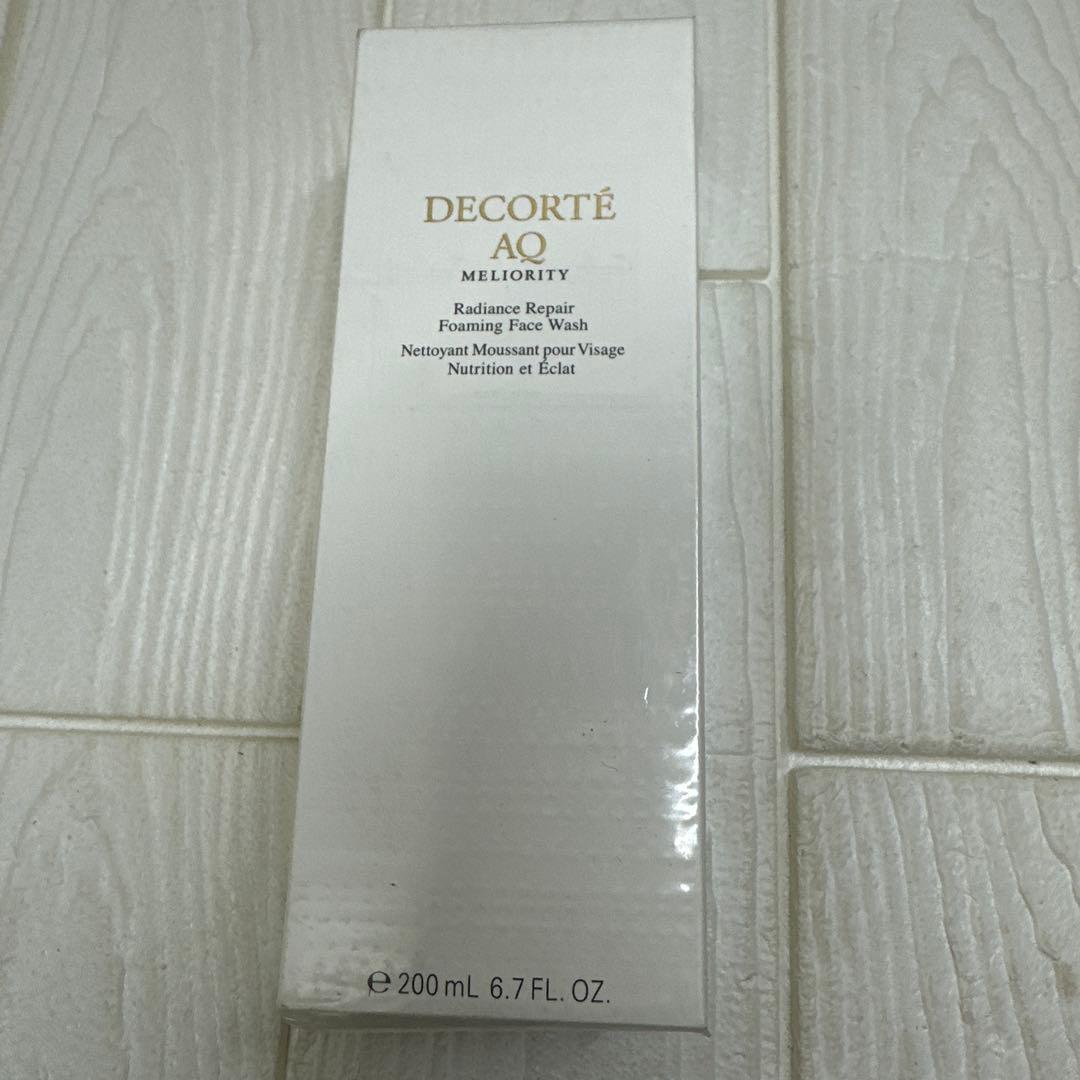 DECORTÉ
AQ
MELIORITY
Radiance Repair
Foaming Face Wash
Nettoyant Moussant pour Visage
Nutrition et Éclat
℮ 200 mL 6.7 FL. OZ.